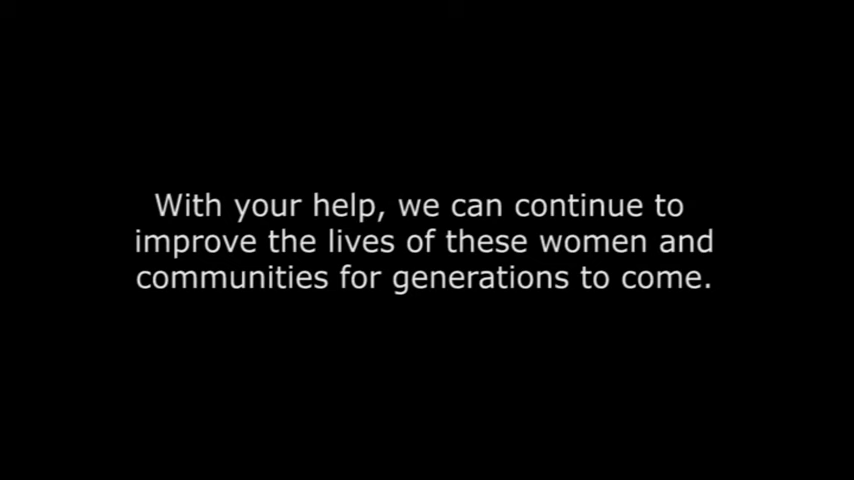 With your help, we can continue to
improve the lives of these women and
communities for generations to come.